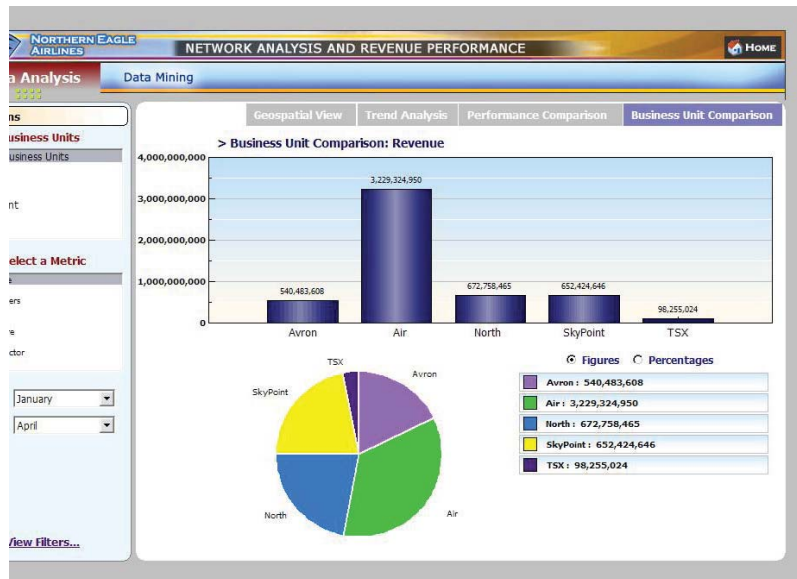 NORTHERN EAGLE
AIRLINES
NETWORK ANALYSIS AND REVENUE PERFORMANCE
HOME
a Analysis
Data Mining
ns
Geospatial View Trend Analysis Performance Comparison Business Unit Comparison
usiness Units
usiness Units
nt
elect a Metric
e
ers
re
ctor
January
April
View Filters...
> Business Unit Comparison: Revenue
4,000,000,000
3,000,000,000
2,000,000,000
1,000,000,000
0
540,483,608
3,229,324,950
672,758,465
652,424,646
98,255,024
Avron Air North SkyPoint TSX
Figures Percentages
TSX
Avron
SkyPoint
North
Air
Avron : 540,483,608
Air : 3,229,324,950
North : 672,758,465
SkyPoint : 652,424,646
TSX : 98,255,024